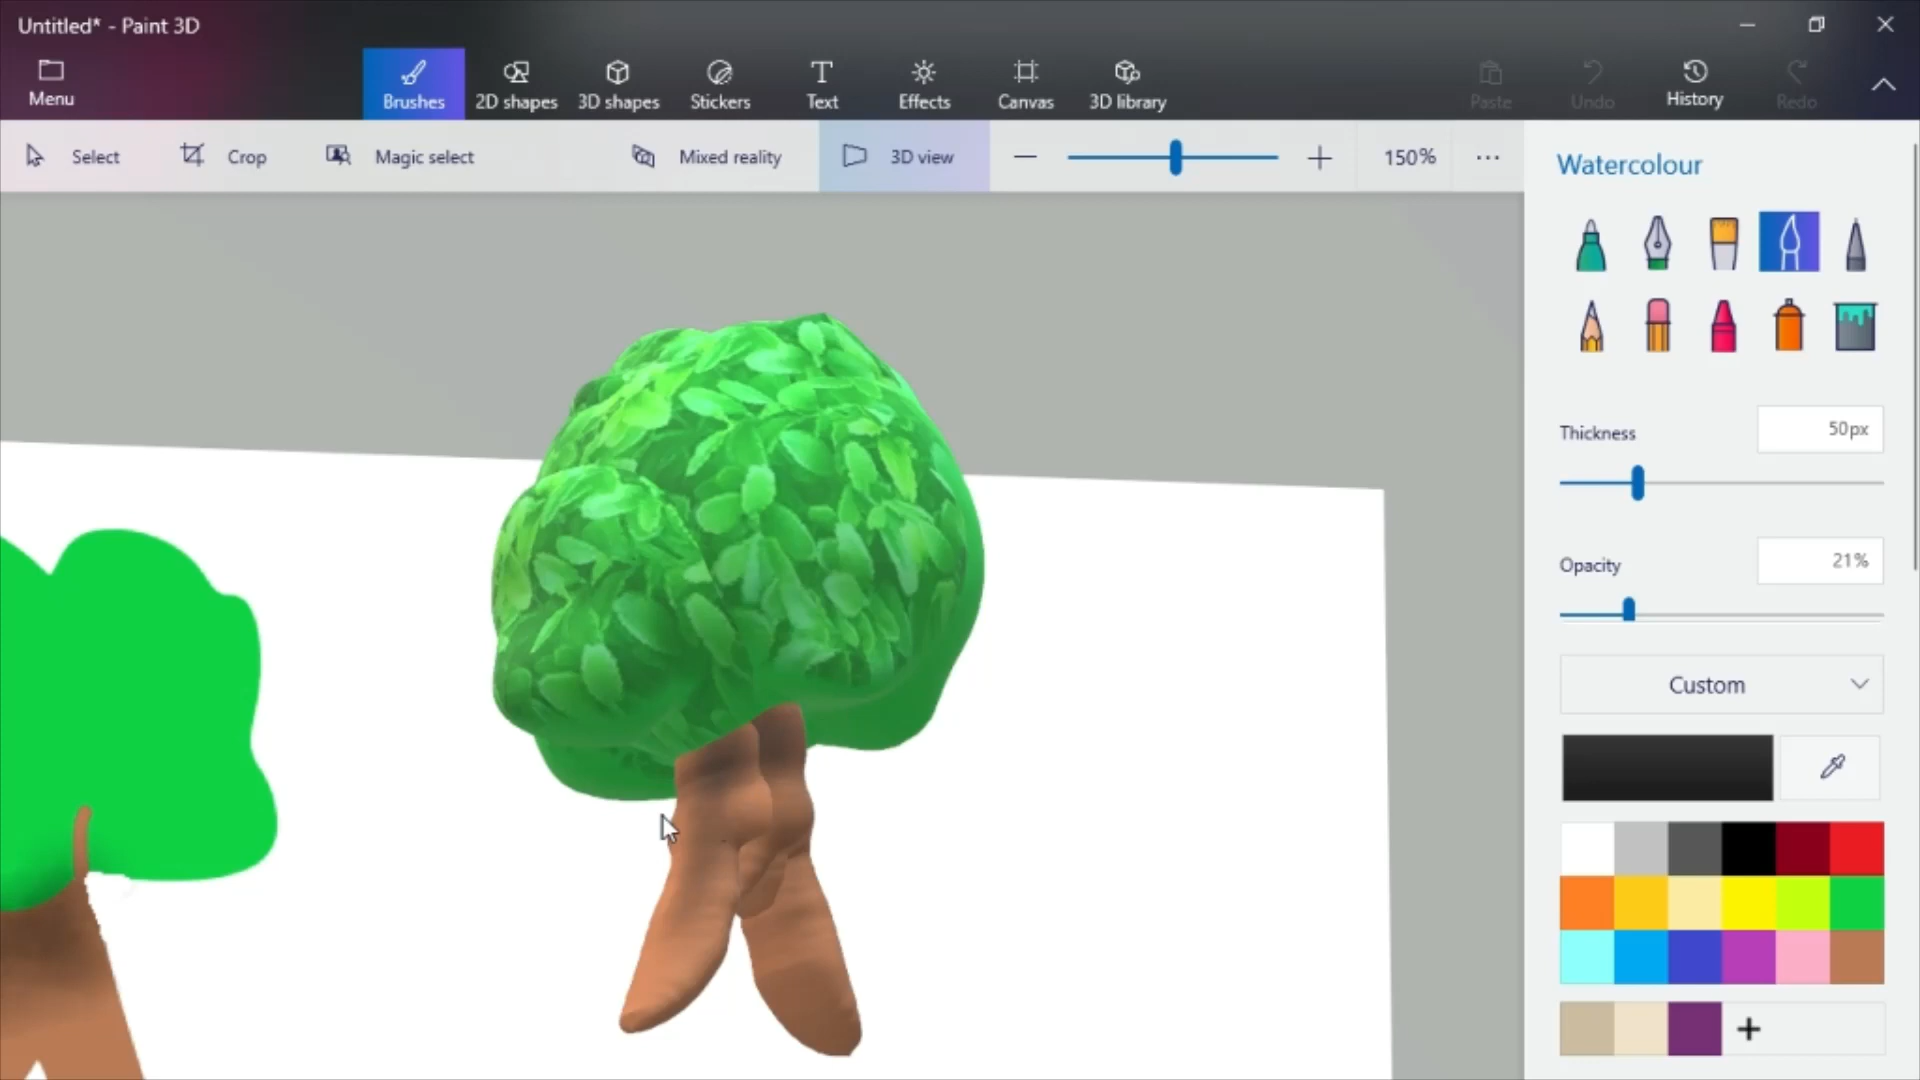 Untitled* - Paint 3D
Menu
Brushes
2D shapes
3D shapes
Stickers
Text
Effects
Canvas
3D library
Paste
Undo
History
Redo
Select
Crop
Magic select
Mixed reality
3D view
150%
Watercolour
Thickness
50px
Opacity
21%
Custom